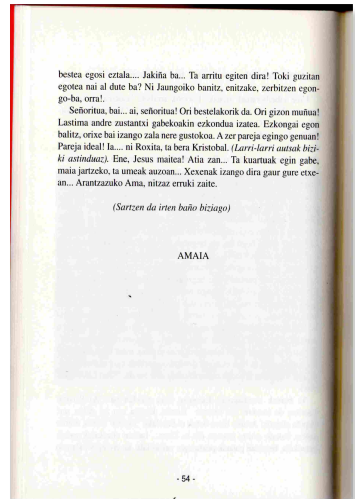 bestea egosi eztala.... Jakiña ba... Ta arritu egiten dira! Toki guzitan
egotea nai al dute ba? Ni Jaungoiko banitz, enitzake, zerbitzen egon-
go-ba, orra!.
Señoritua, bai... ai, señoritua! Ori bestelakorik da. Ori gizon muñua!
Lastima andre zustantxi gabekoakin ezkondua izatea. Ezkongai egon
balitz, orixe bai izango zala nere gustokoa. A zer pareja egingo genuan!
Pareja ideal! Ia.... ni Roxita, ta bera Kristobal. (Larri-larri autsak bizi-
ki astinduaz). Ene, Jesus maitea! Atia zan... Ta kuartuak egin gabe,
maia jartzeko, ta umeak auzoan... Xexenak izango dira gaur gure etxe-
an... Arantzazuko Ama, nitzaz erruki zaite.
(Sartzen da irten baño biziago)
AMAIA
- 54 -